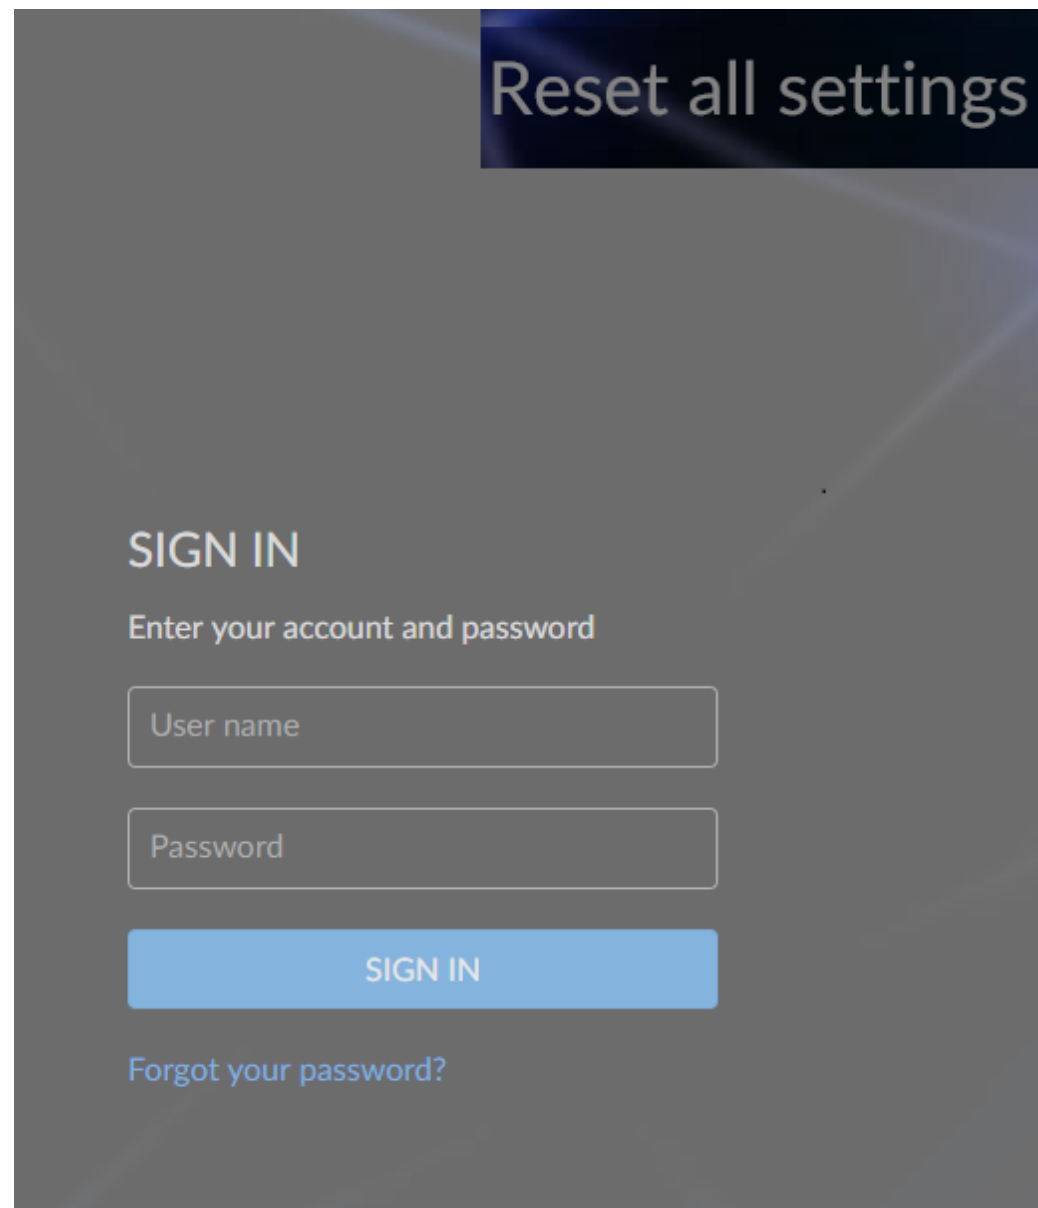 Reset all settings
SIGN IN
Enter your account and password
User name
Password
SIGN IN
Forgot your password?